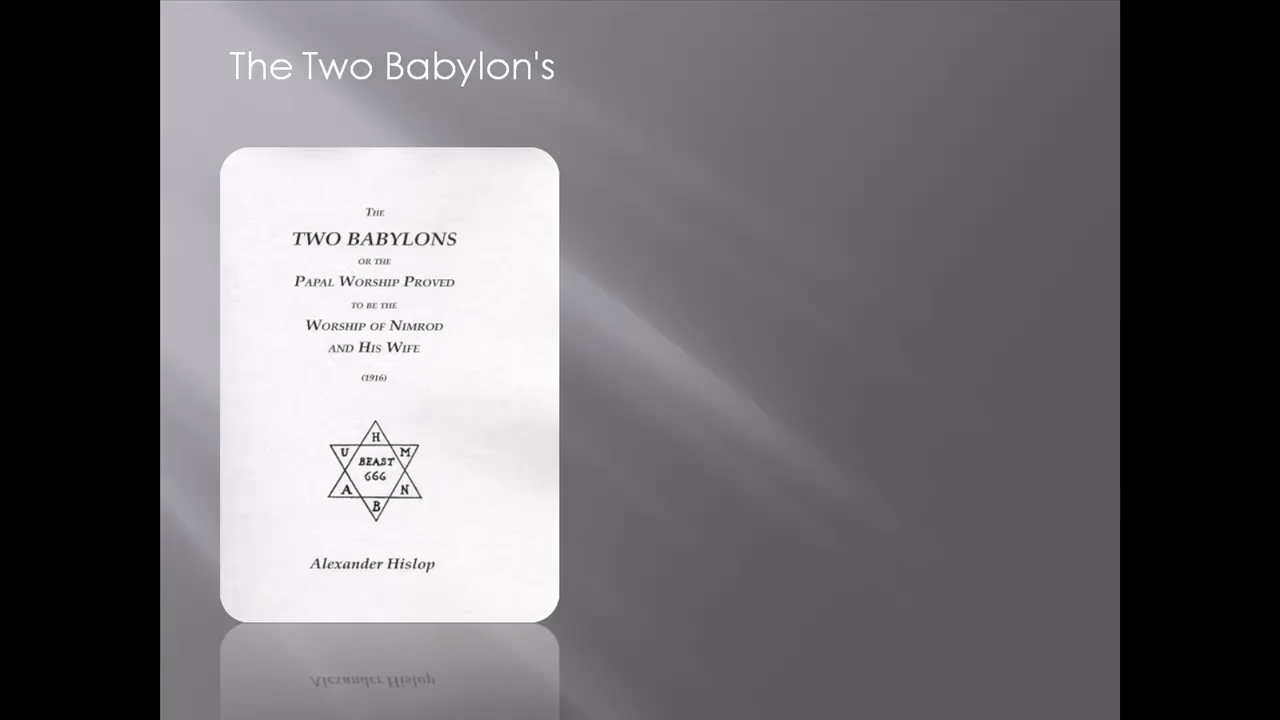 The Two Babylon's
THE
TWO BABYLONS
OR THE
PAPAL WORSHIP PROVED
TO BE THE
WORSHIP OF NIMROD
AND HIS WIFE
(1916)
H
U M
BEAST
666
A N
B
Alexander Hislop
Alexander Hislop